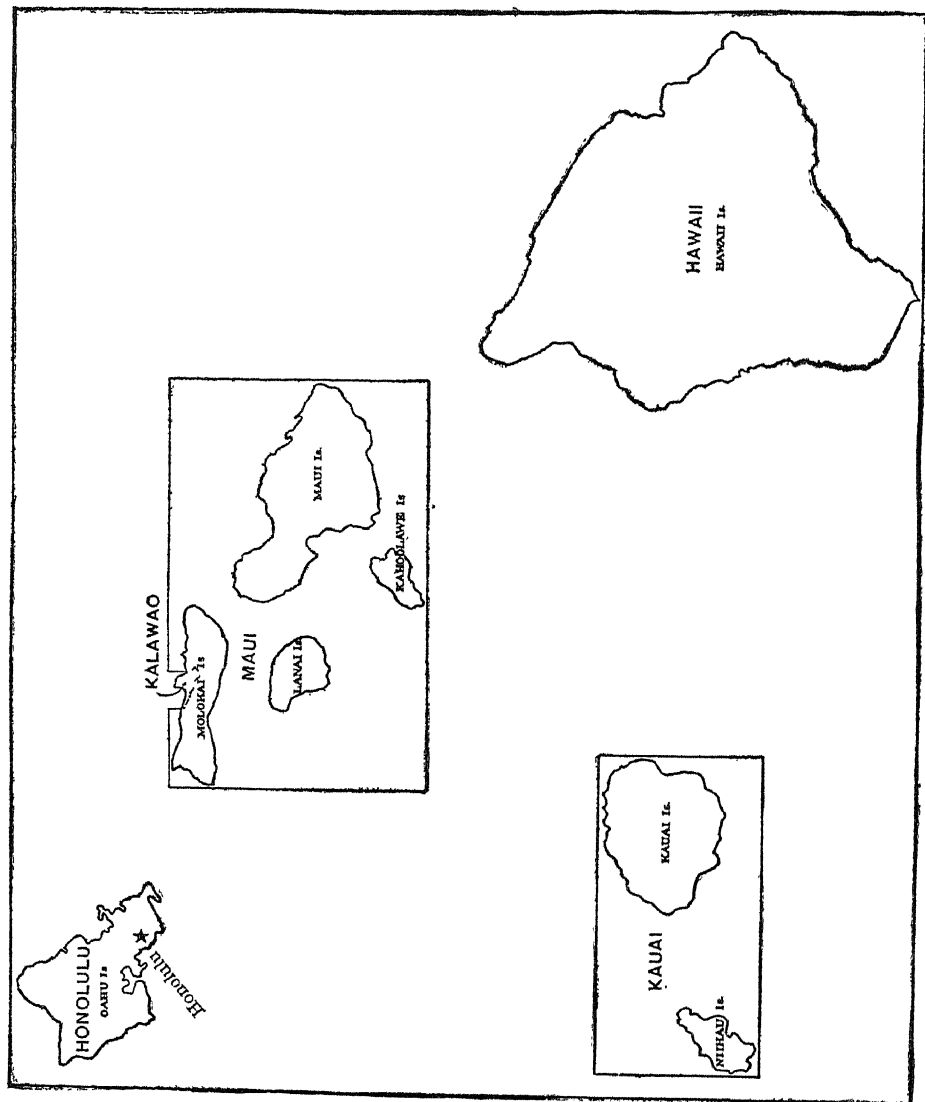 HONOLULU
OAHU Is
Honolulu
KALAWAO
MOLOKAI Is
MAUI
LANAI Is
MAUI Is.
KAHOOLAWE Is
HAWAII
HAWAII Is.
KAUAI
KAUAI Is.
NIIHAU Is.